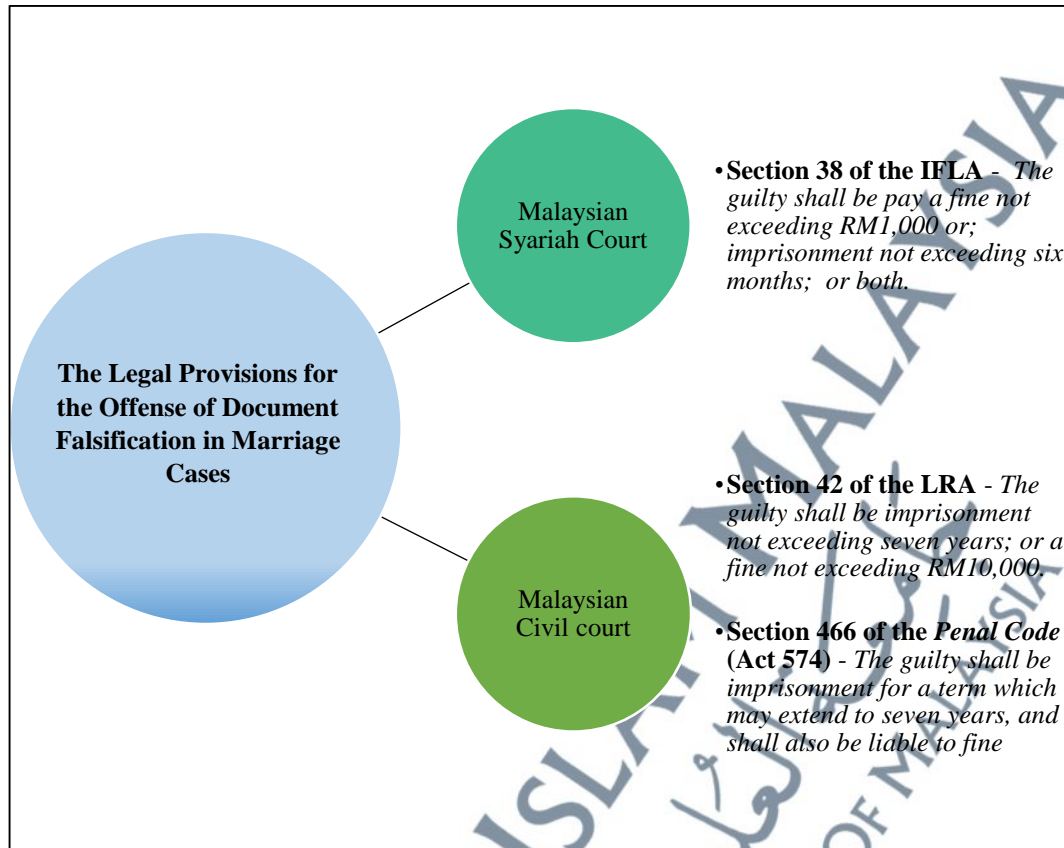 The Legal Provisions for
the Offense of Document
Falsification in Marriage
Cases
Malaysian
Syariah Court
•Section 38 of the IFLA - The
guilty shall be pay a fine not
exceeding RM1,000 or;
imprisonment not exceeding six
months; or both.
Malaysian
Civil court
•Section 42 of the LRA - The
guilty shall be imprisonment
not exceeding seven years; or a
fine not exceeding RM10,000.
•Section 466 of the Penal Code
(Act 574) - The guilty shall be
imprisonment for a term which
may extend to seven years, and
shall also be liable to fine
ISLAM MALAYSIA
OF MALAYSIA